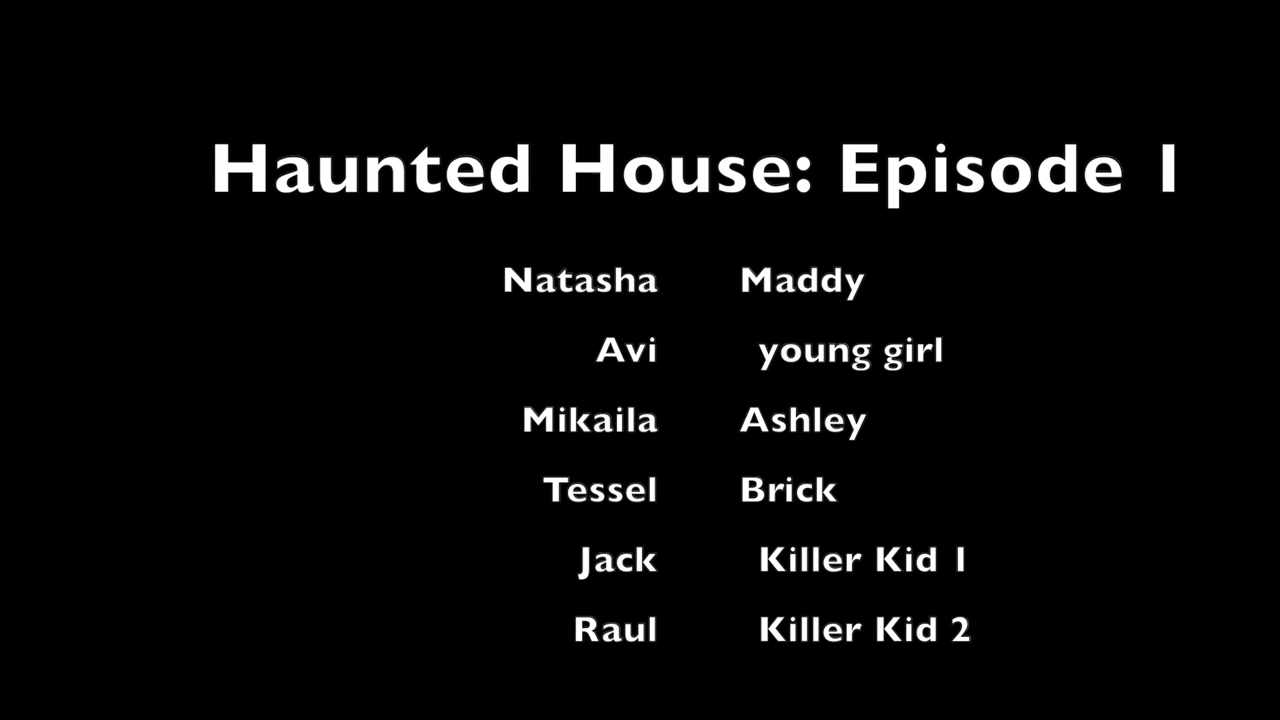 Haunted House: Episode 1
Natasha Maddy
Avi young girl
Mikaila Ashley
Tessel Brick
Jack Killer Kid 1
Raul Killer Kid 2